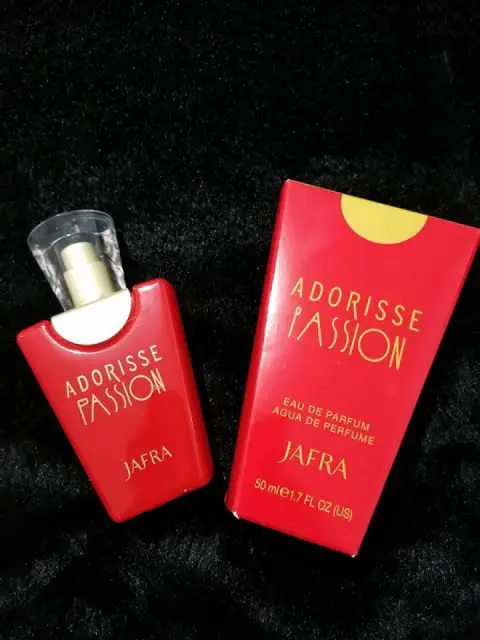 ADORISSE
PASSION
JAFRA
ADORISSE
PASSION
EAU DE PARFUM
AGUA DE PERFUME
JAFRA
50 ml e 1.7 FL OZ (US)